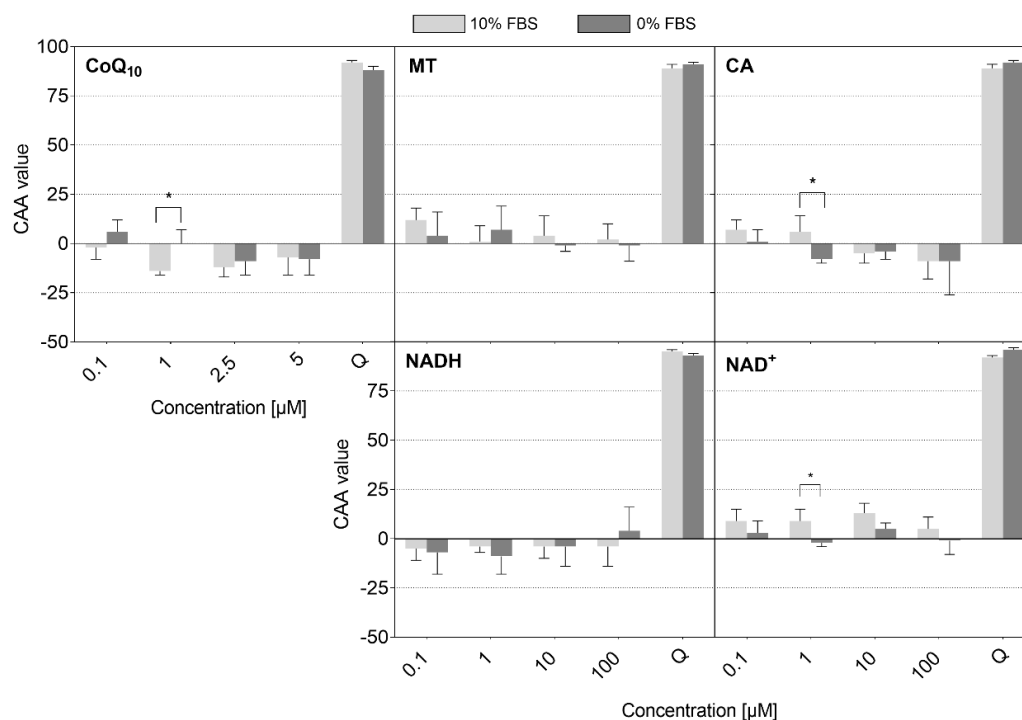 10% FBS 0% FBS
CoQ₁₀ MT CA
CAA value
100
75
50
25
0
-25
-50
* *
0.1 1 2.5 5 Q
Concentration [µM]
NADH NAD⁺
CAA value
75
50
25
0
-25
-50
*
0.1 1 10 100 Q 0.1 1 10 100 Q
Concentration [µM]